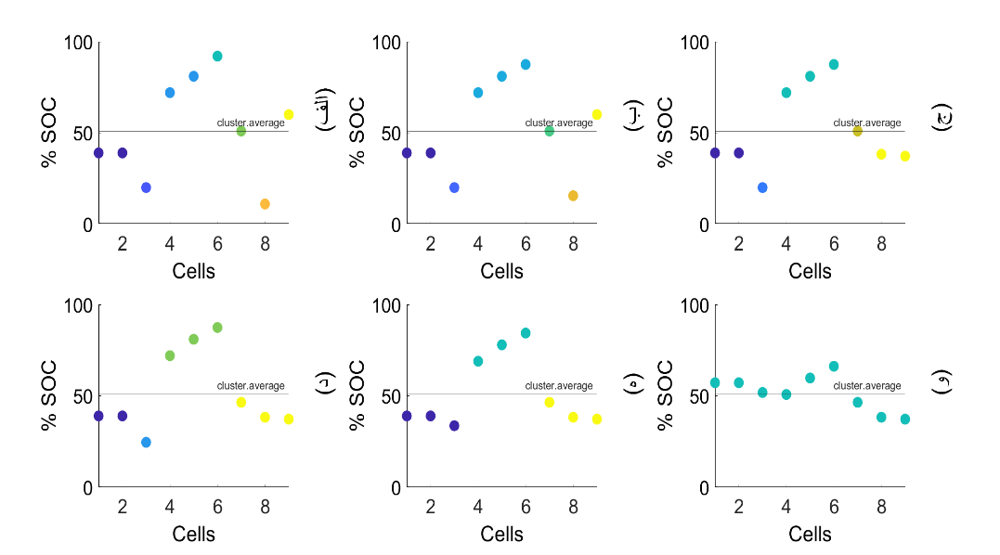 100
50
0
% SOC
cluster.average
2 4 6 8
Cells
(الف)
100
50
0
% SOC
cluster.average
2 4 6 8
Cells
(ب)
100
50
0
% SOC
cluster.average
2 4 6 8
Cells
(ج)
100
50
0
% SOC
cluster.average
2 4 6 8
Cells
(د)
100
50
0
% SOC
cluster.average
2 4 6 8
Cells
(ه)
100
50
0
% SOC
cluster.average
2 4 6 8
Cells
(و)